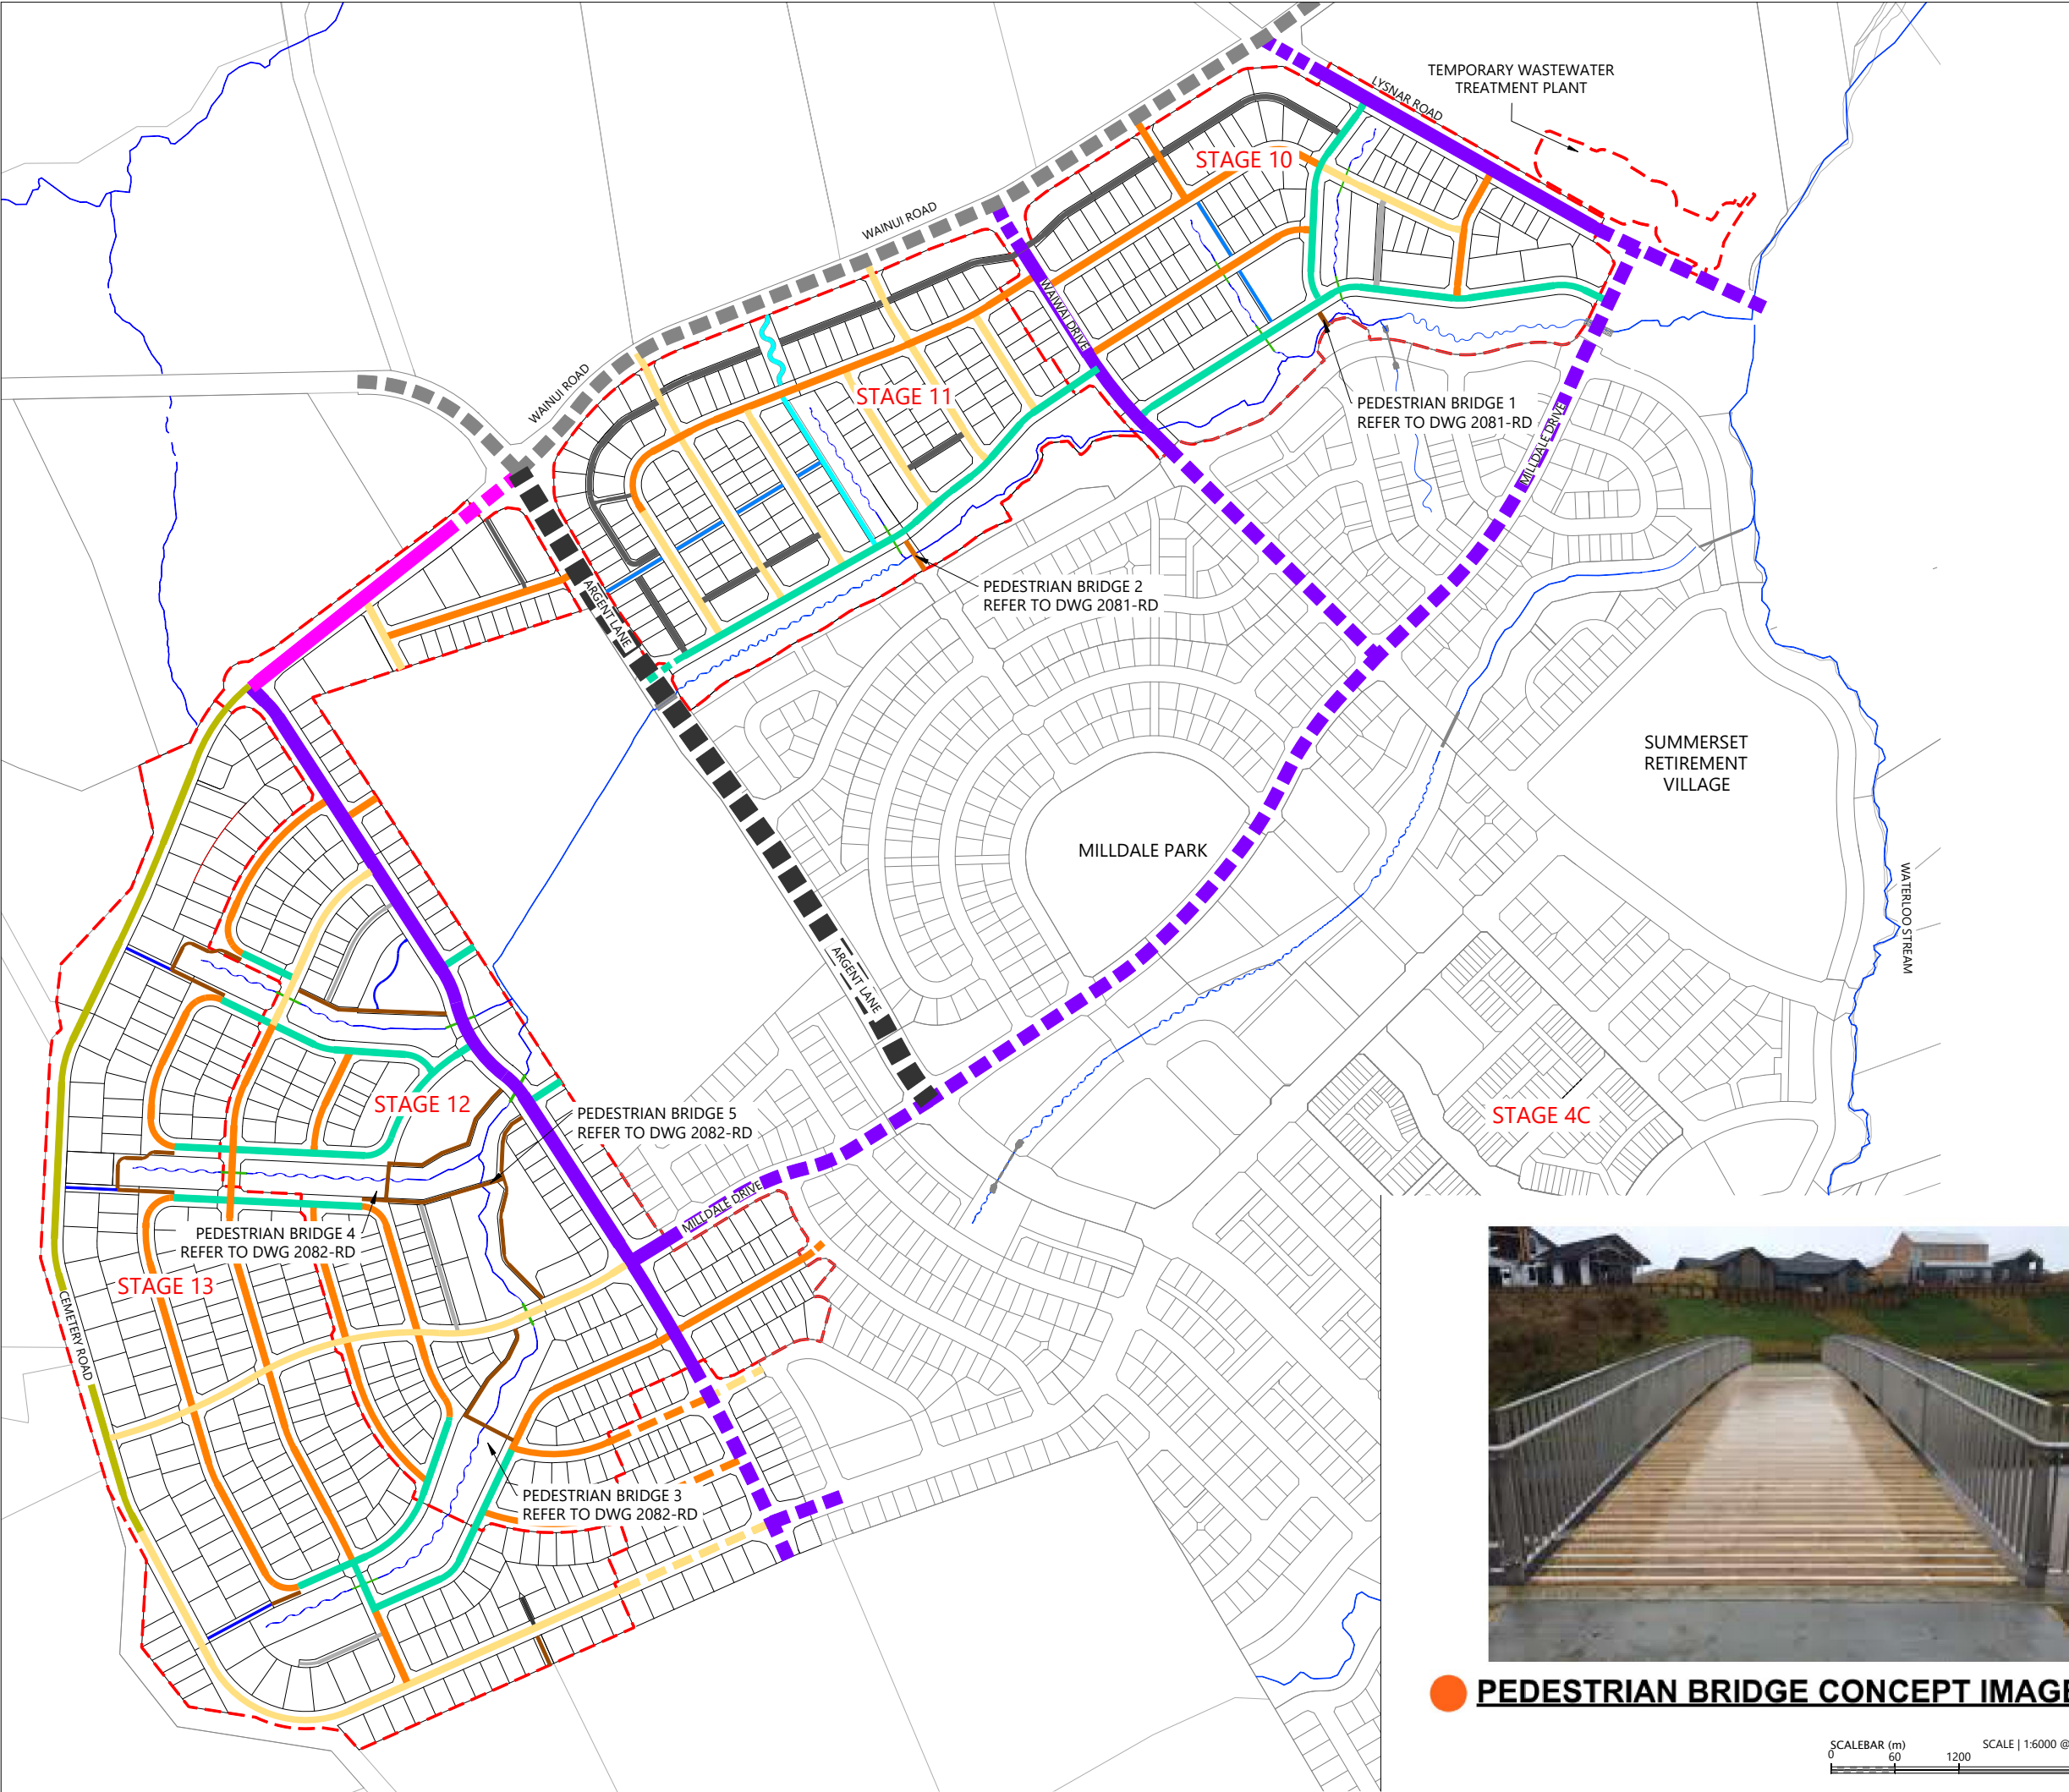 TEMPORARY WASTEWATER
TREATMENT PLANT
LYSNAR ROAD
STAGE 10
WAINUI ROAD
WAIWAI DRIVE
WAINUI ROAD
STAGE 11
PEDESTRIAN BRIDGE 1
REFER TO DWG 2081-RD
MILLDALE DRIVE
PEDESTRIAN BRIDGE 2
REFER TO DWG 2081-RD
ARGENT LANE
SUMMERSET
RETIREMENT
VILLAGE
MILLDALE PARK
WATERLOO STREAM
ARGENT LANE
STAGE 12
PEDESTRIAN BRIDGE 5
REFER TO DWG 2082-RD
STAGE 4C
MILLDALE DRIVE
PEDESTRIAN BRIDGE 4
REFER TO DWG 2082-RD
STAGE 13
CEMETERY ROAD
PEDESTRIAN BRIDGE 3
REFER TO DWG 2082-RD
PEDESTRIAN BRIDGE CONCEPT IMAGE
SCALEBAR (m)
SCALE | 1:6000 @
0 60 1200